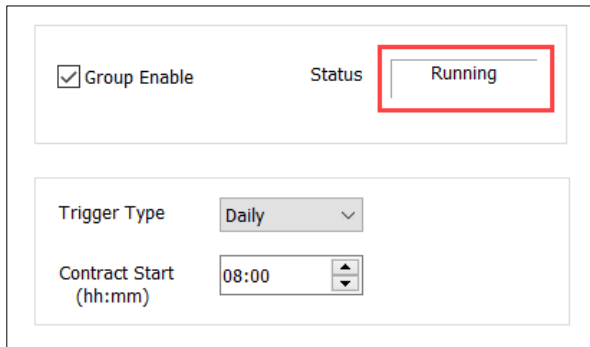 Group Enable Status Running
Trigger Type Daily
Contract Start 08:00
(hh:mm)